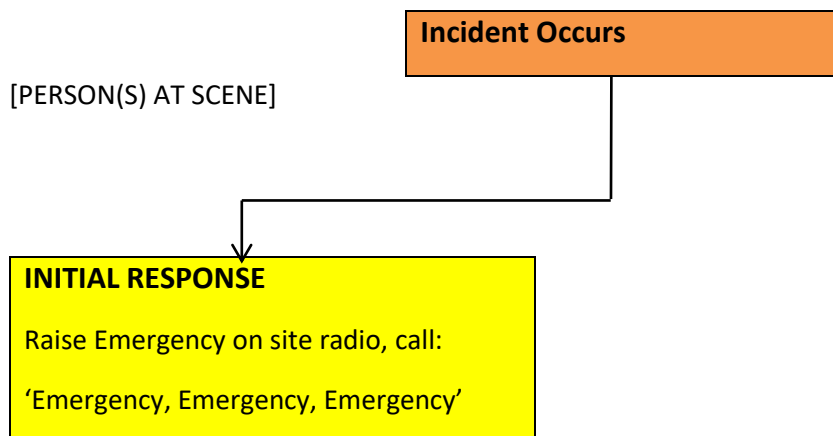 Incident Occurs
[PERSON(S) AT SCENE]
INITIAL RESPONSE
Raise Emergency on site radio, call:
‘Emergency, Emergency, Emergency’